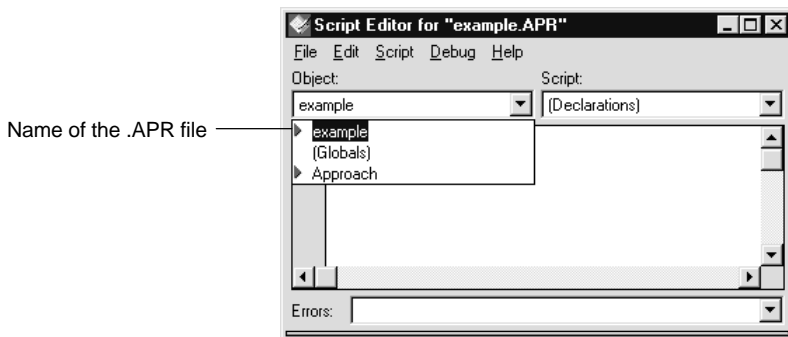 Script Editor for "example.APR"
File Edit Script Debug Help
Object: Script:
example (Declarations)
Name of the .APR file
example
(Globals)
Approach
Errors: